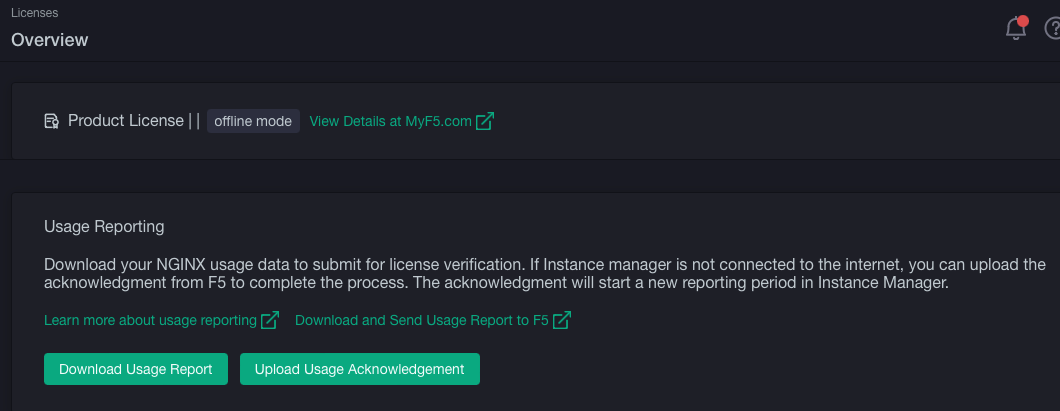 Licenses
Overview
Product License | | offline mode View Details at MyF5.com
Usage Reporting
Download your NGINX usage data to submit for license verification. If Instance manager is not connected to the internet, you can upload the
acknowledgment from F5 to complete the process. The acknowledgment will start a new reporting period in Instance Manager.
Learn more about usage reporting Download and Send Usage Report to F5
Download Usage Report Upload Usage Acknowledgement